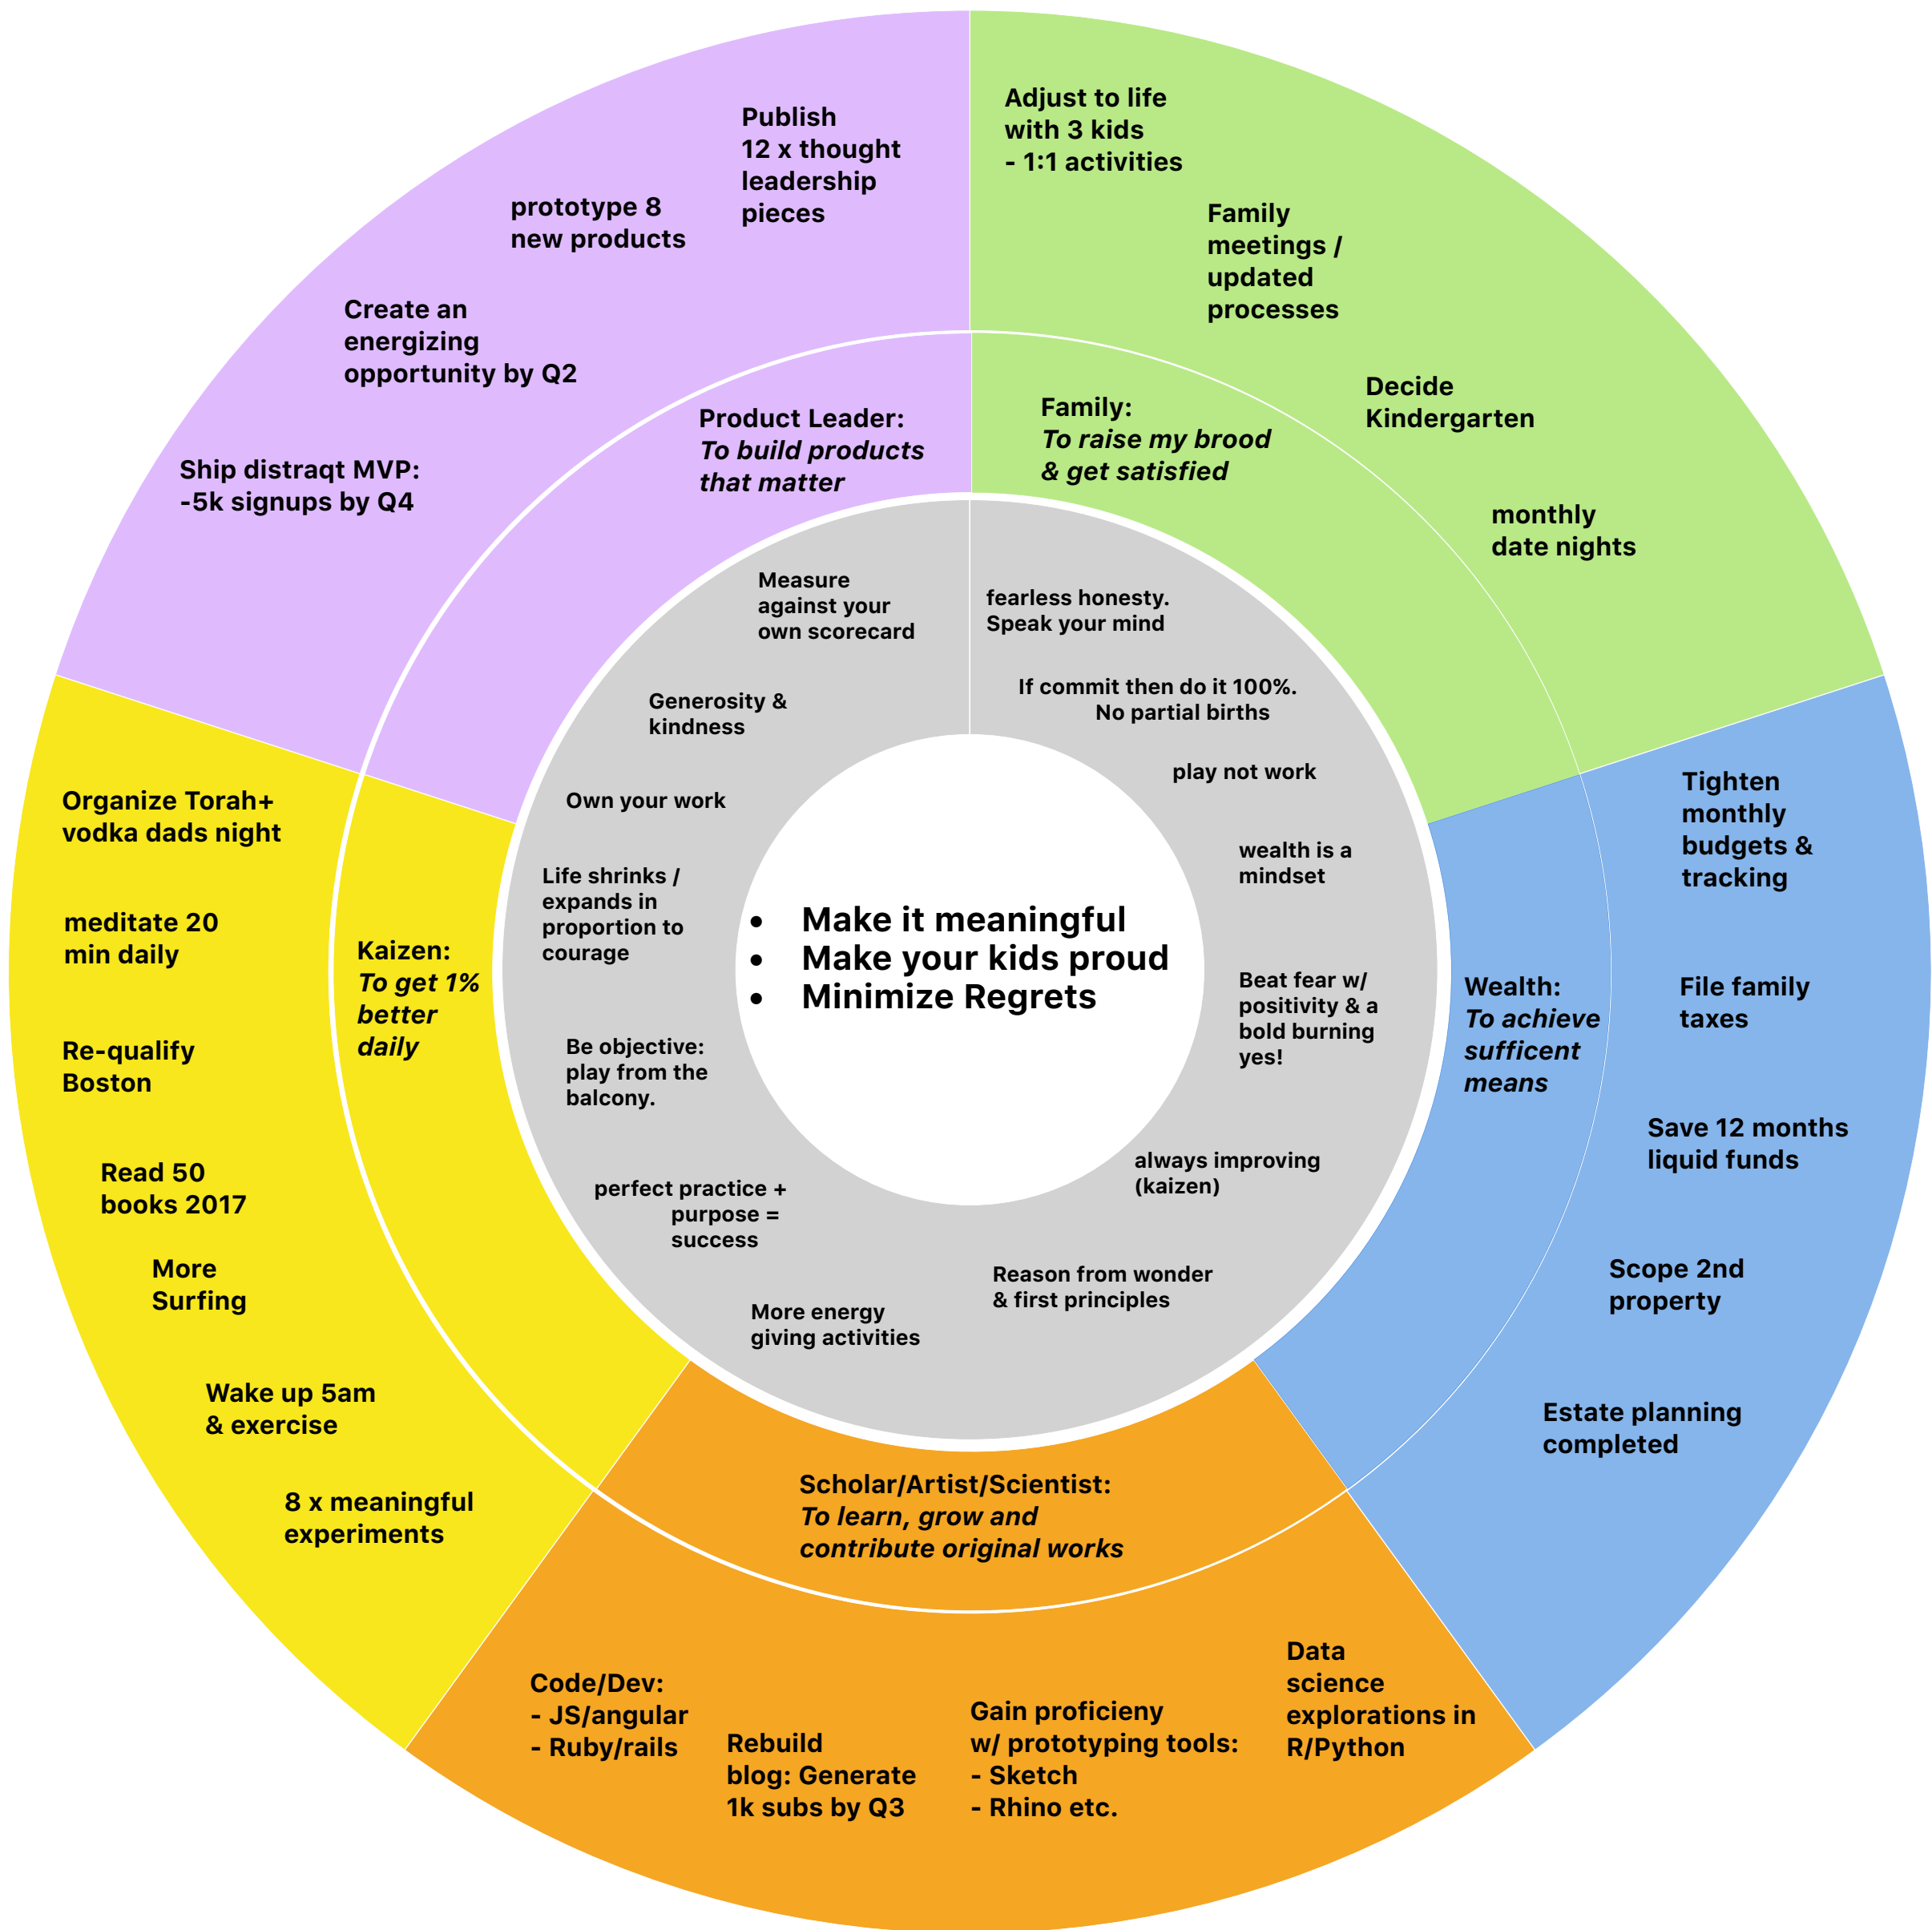 Publish
12 x thought
leadership
pieces
prototype 8
new products
Create an
energizing
opportunity by Q2
Ship distraqt MVP:
-5k signups by Q4
Product Leader:
To build products
that matter
Adjust to life
with 3 kids
- 1:1 activities
Family
meetings /
updated
processes
Decide
Kindergarten
monthly
date nights
Family:
To raise my brood
& get satisfied
Tighten
monthly
budgets &
tracking
File family
taxes
Save 12 months
liquid funds
Scope 2nd
property
Estate planning
completed
Wealth:
To achieve
sufficent
means
Data
science
explorations in
R/Python
Gain proficieny
w/ prototyping tools:
- Sketch
- Rhino etc.
Rebuild
blog: Generate
1k subs by Q3
Code/Dev:
- JS/angular
- Ruby/rails
Scholar/Artist/Scientist:
To learn, grow and
contribute original works
Organize Torah+
vodka dads night
meditate 20
min daily
Re-qualify
Boston
Read 50
books 2017
More
Surfing
Wake up 5am
& exercise
8 x meaningful
experiments
Kaizen:
To get 1%
better
daily
fearless honesty.
Speak your mind
If commit then do it 100%.
No partial births
play not work
wealth is a
mindset
Beat fear w/
positivity & a
bold burning
yes!
always improving
(kaizen)
Reason from wonder
& first principles
More energy
giving activities
perfect practice +
purpose =
success
Be objective:
play from the
balcony.
Life shrinks /
expands in
proportion to
courage
Own your work
Generosity &
kindness
Measure
against your
own scorecard
• Make it meaningful
• Make your kids proud
• Minimize Regrets